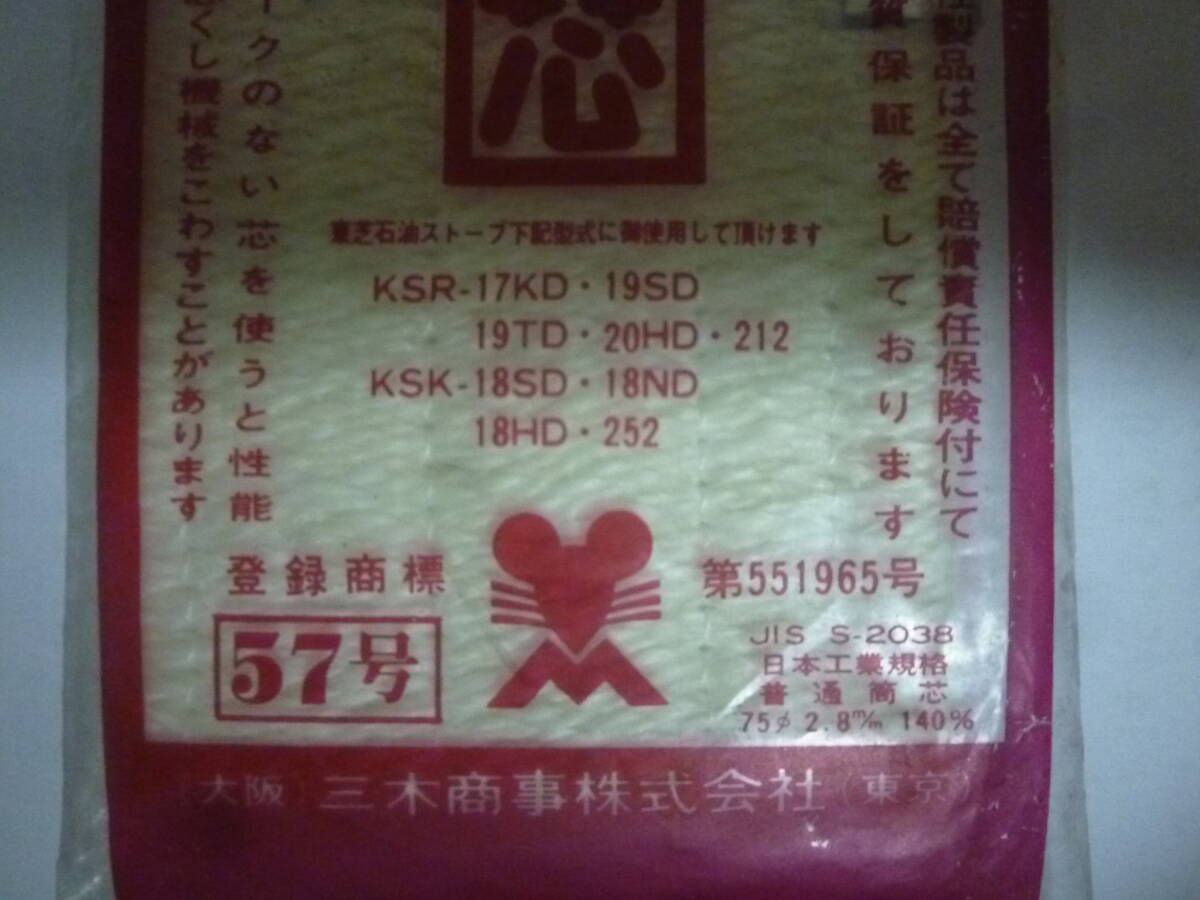 製品は全て賠償責任保険付にて
質保証をしております
芯
東芝石油ストーブ下記型式に御使用して頂けます
KSR-17KD・19SD
19TD・20HD・212
KSK-18SD・18ND
18HD・252
ークのない芯を使うと性能
くし機械をこわすことがあります
登録商標
第551965号
57号
JIS S-2038
日本工業規格
普通筒芯
75φ 2.8m/m 140%
(大阪) 三木商事株式会社 (東京)